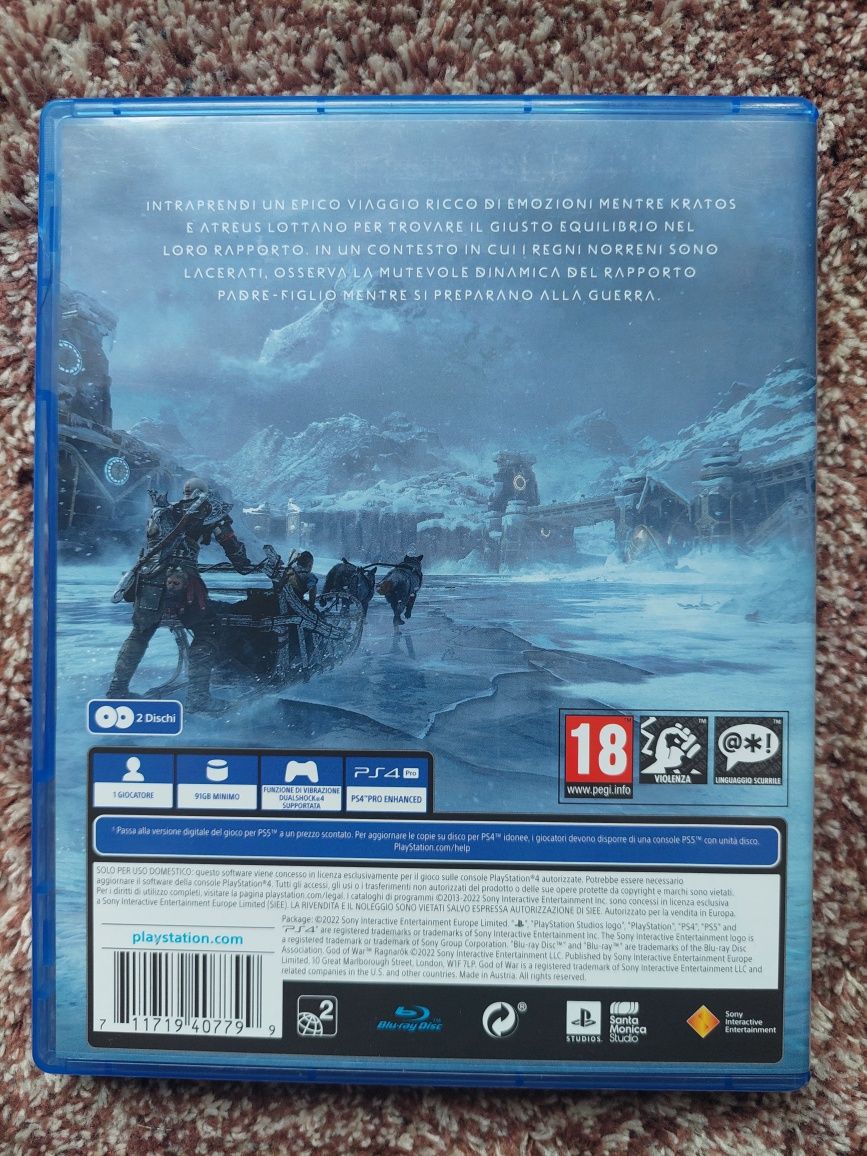 INTRAPRENDI UN EPICO VIAGGIO RICCO DI EMOZIONI MENTRE KRATOS
E ATREUS LOTTANO PER TROVARE IL GIUSTO EQUILIBRIO NEL
LORO RAPPORTO. IN UN CONTESTO IN CUI I REGNI NORRENI SONO
LACERATI, OSSERVA LA MUTEVOLE DINAMICA DEL RAPPORTO
PADRE-FIGLIO MENTRE SI PREPARANO ALLA GUERRA.
2 Dischi
1 GIOCATORE
91GB MINIMO
FUNZIONE DI VIBRAZIONE
DUALSHOCK®4
SUPPORTATA
PS4 Pro
PS4™PRO ENHANCED
18
www.pegi.info
VIOLENZA
@*!
LINGUAGGIO SCURRILE
Passa alla versione digitale del gioco per PS5™ a un prezzo scontato. Per aggiornare le copie su disco per PS4™ idonee, i giocatori devono disporre di una console PS5™ con unità disco.
PlayStation.com/help
SOLO PER USO DOMESTICO: questo software viene concesso in licenza esclusivamente per il gioco sulle console PlayStation®4 autorizzate. Potrebbe essere necessario
aggiornare il software della console PlayStation®4. Tutti gli accessi, gli usi o i trasferimenti non autorizzati del prodotto o delle sue opere protette da copyright e marchi sono vietati.
Per i diritti di utilizzo completi, visitare la pagina playstation.com/legal. I cataloghi di programmi ©2013-2022 Sony Interactive Entertainment Inc. sono concessi in licenza esclusiva
a Sony Interactive Entertainment Europe Limited (SIEE). LA RIVENDITA E IL NOLEGGIO SONO VIETATI SALVO ESPRESSA AUTORIZZAZIONE DI SIEE. Autorizzato per la vendita in Europa.
Package: ©2022 Sony Interactive Entertainment Europe Limited. "", "PlayStation Studios logo", "PlayStation", "PS4", "PS5" and
"PS4" are registered trademarks or trademarks of Sony Interactive Entertainment Inc. The Sony Interactive Entertainment logo is
a registered trademark or trademark of Sony Group Corporation. "Blu-ray Disc™" and "Blu-ray™" are trademarks of the Blu-ray Disc
Association. God of War™ Ragnarök ©2022 Sony Interactive Entertainment LLC. Published by Sony Interactive Entertainment Europe
Limited, 10 Great Marlborough Street, London, W1F 7LP. God of War is a registered trademark of Sony Interactive Entertainment LLC and
related companies in the U.S. and other countries. Made in Austria. All rights reserved.
playstation.com
7 11719 40779 9
2
Blu-ray Disc™
®
STUDIOS
Santa
Monica
Studio
Sony
Interactive
Entertainment